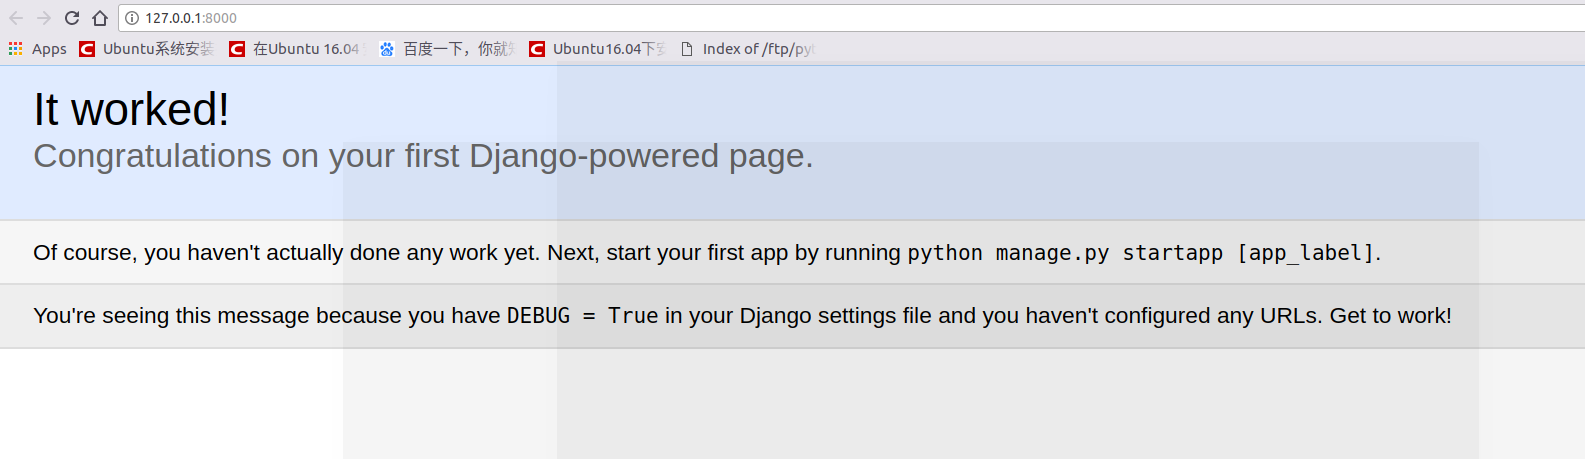 127.0.0.1:8000
Apps Ubuntu系统安装 在Ubuntu 16.04 百度一下，你就 Ubuntu16.04下 Index of /ftp/py
It worked!
Congratulations on your first Django-powered page.
Of course, you haven't actually done any work yet. Next, start your first app by running python manage.py startapp [app_label].
You're seeing this message because you have DEBUG = True in your Django settings file and you haven't configured any URLs. Get to work!